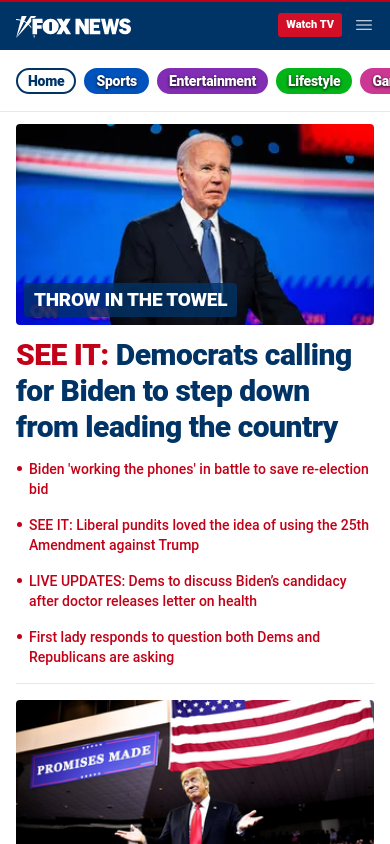 FOX NEWS
Watch TV
Home
Sports
Entertainment
Lifestyle
Ga
THROW IN THE TOWEL
SEE IT: Democrats calling
for Biden to step down
from leading the country
Biden 'working the phones' in battle to save re-election
bid
SEE IT: Liberal pundits loved the idea of using the 25th
Amendment against Trump
LIVE UPDATES: Dems to discuss Biden’s candidacy
after doctor releases letter on health
First lady responds to question both Dems and
Republicans are asking
PROMISES MADE